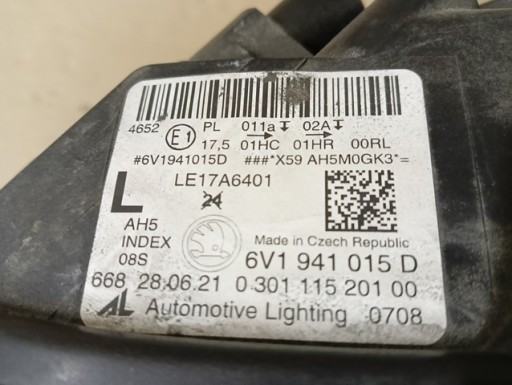 4652 E1 PL 011a 02A
17,5 01HC 01HR 00RL
#6V1941015D ###*X59 AH5M0GK3*=
L LE17A6401
24
AH5
INDEX Made in Czech Republic
08S 6V1 941 015 D
668 28.06.21 0 301 115 201 00
AL Automotive Lighting 0708